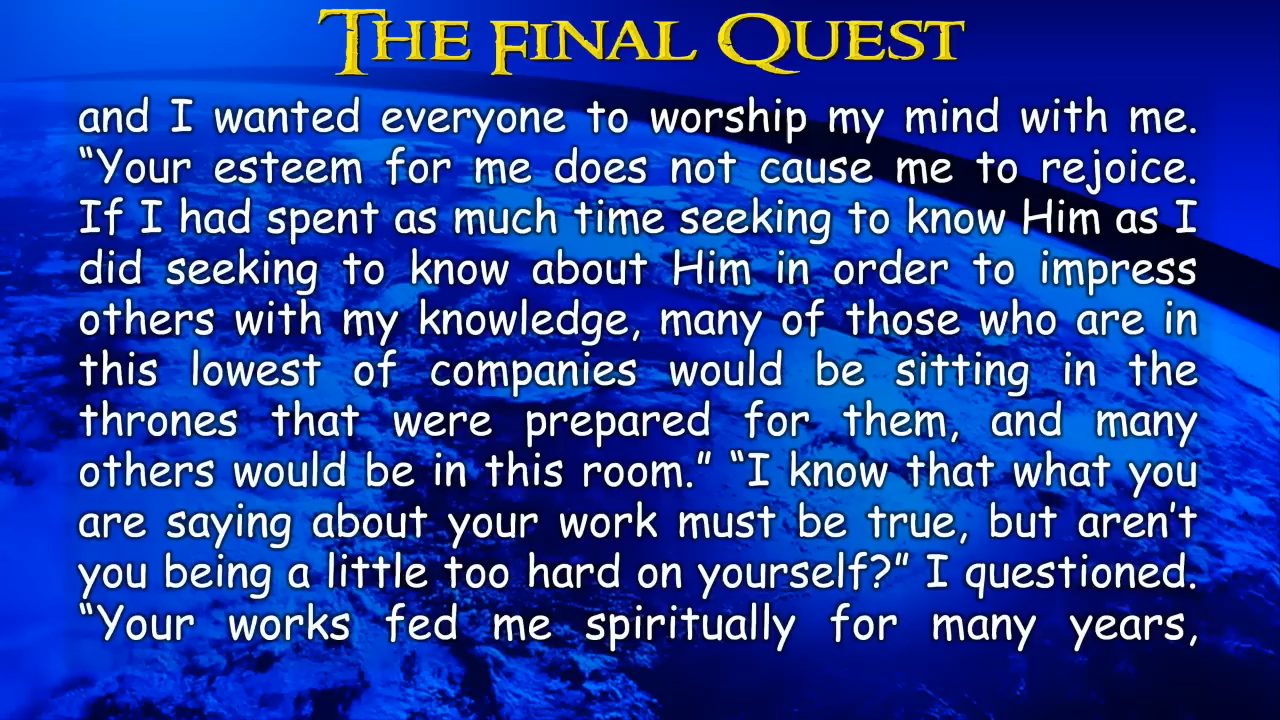 THE FINAL QUEST
and I wanted everyone to worship my mind with me.
“Your esteem for me does not cause me to rejoice.
If I had spent as much time seeking to know Him as I
did seeking to know about Him in order to impress
others with my knowledge, many of those who are in
this lowest of companies would be sitting in the
thrones that were prepared for them, and many
others would be in this room.” “I know that what you
are saying about your work must be true, but aren’t
you being a little too hard on yourself?” I questioned.
“Your works fed me spiritually for many years,